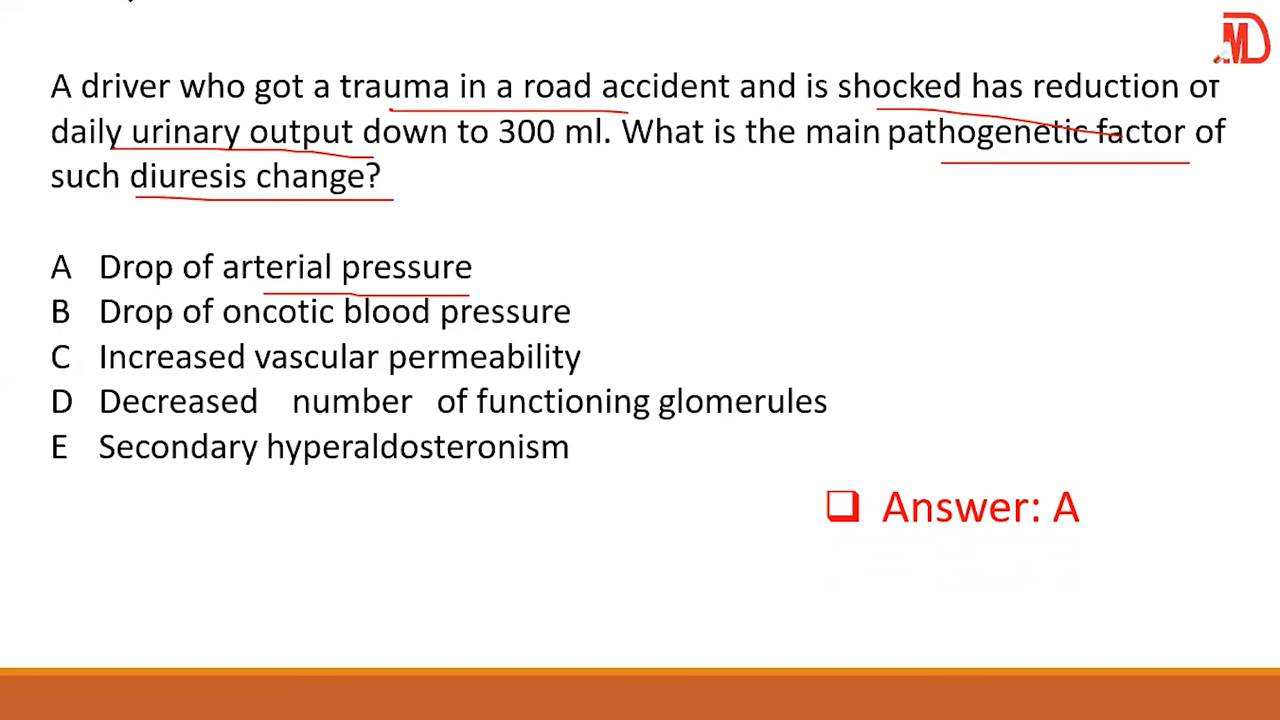 MD
A driver who got a trauma in a road accident and is shocked has reduction of
daily urinary output down to 300 ml. What is the main pathogenetic factor of
such diuresis change?
A Drop of arterial pressure
B Drop of oncotic blood pressure
C Increased vascular permeability
D Decreased number of functioning glomerules
E Secondary hyperaldosteronism
Answer: A